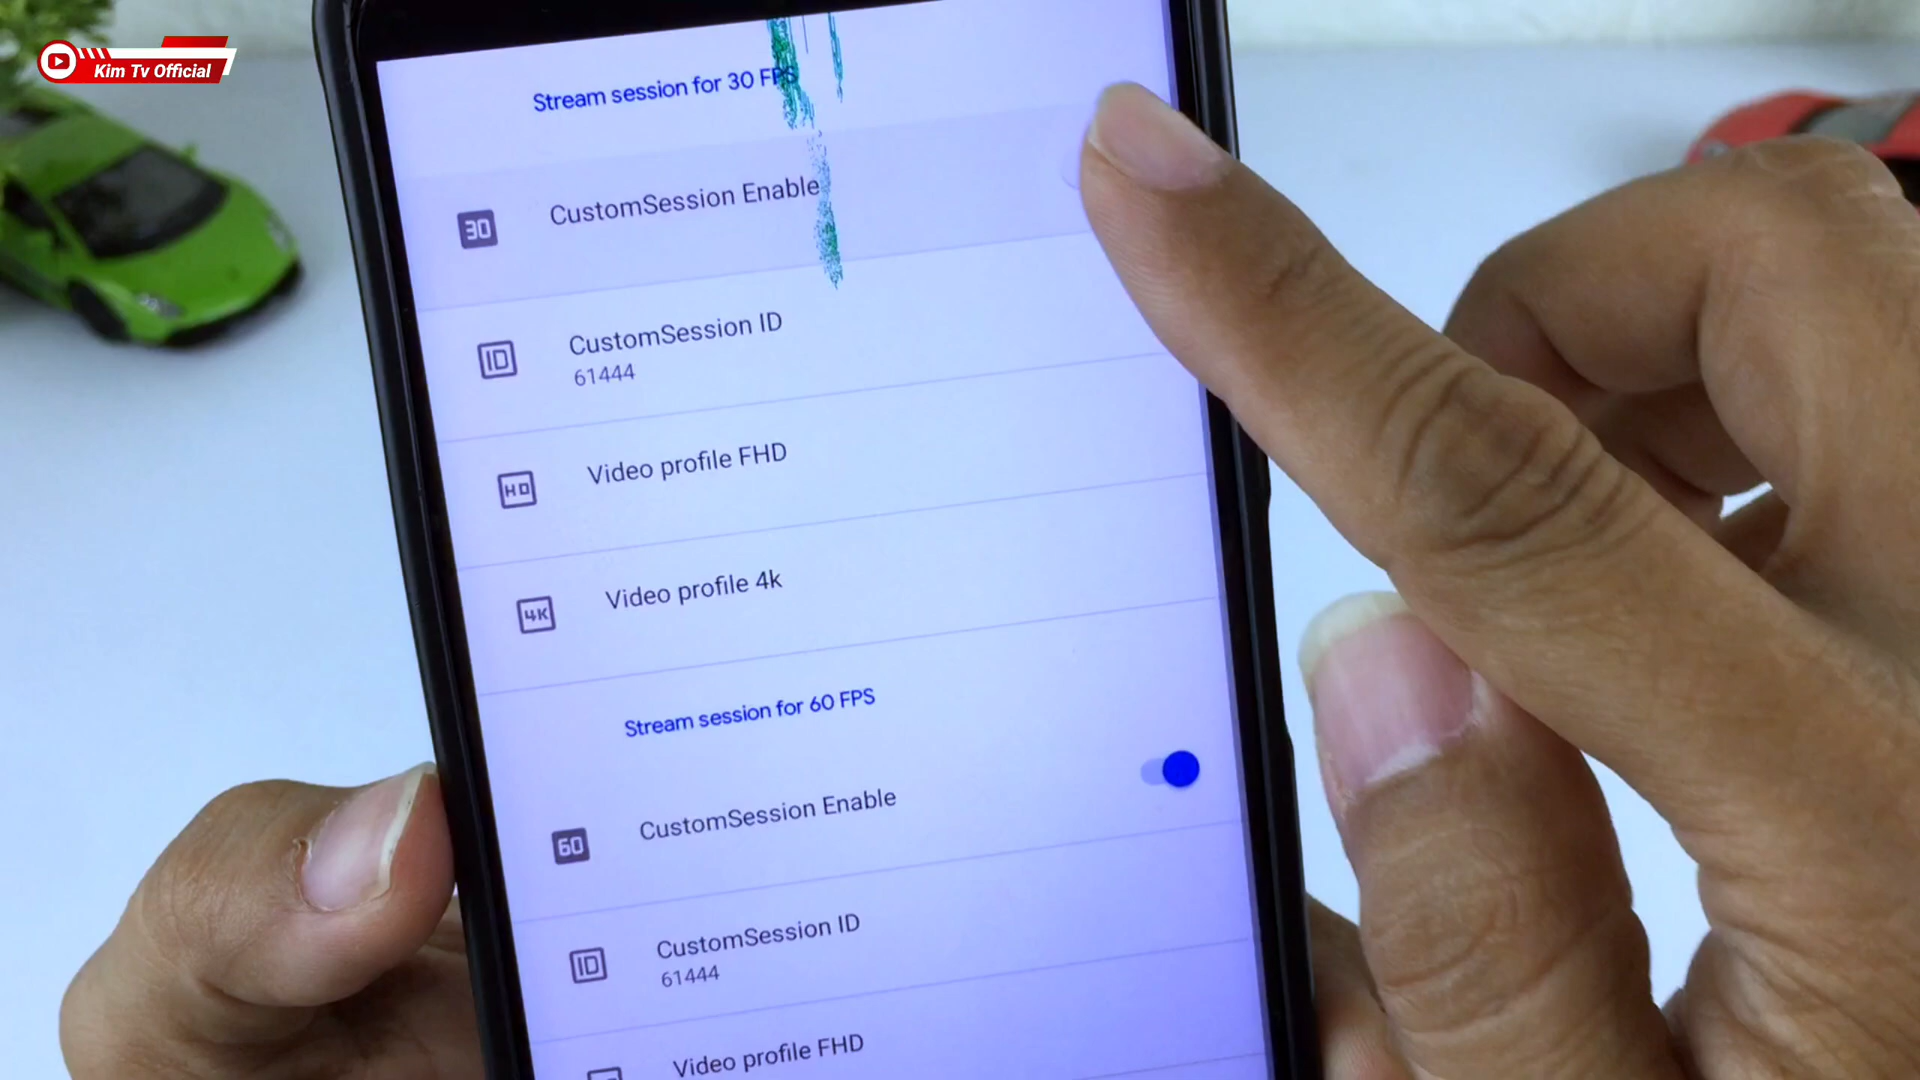 Kim Tv Official
Stream session for 30 FPS
30
CustomSession Enable
ID
CustomSession ID
61444
HD
Video profile FHD
4K
Video profile 4k
Stream session for 60 FPS
60
CustomSession Enable
ID
CustomSession ID
61444
Video profile FHD